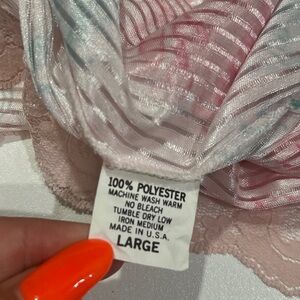 100% POLYESTER
MACHINE WASH WARM
NO BLEACH
TUMBLE DRY LOW
IRON MEDIUM
MADE IN U.S.A.
LARGE